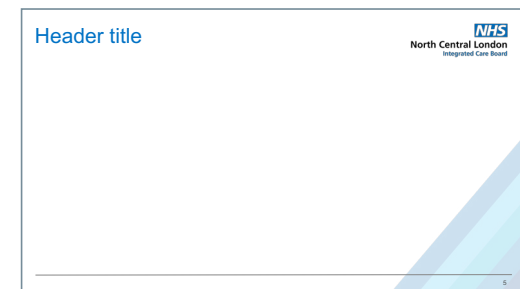 Header title
NHS
North Central London
Integrated Care Board
5